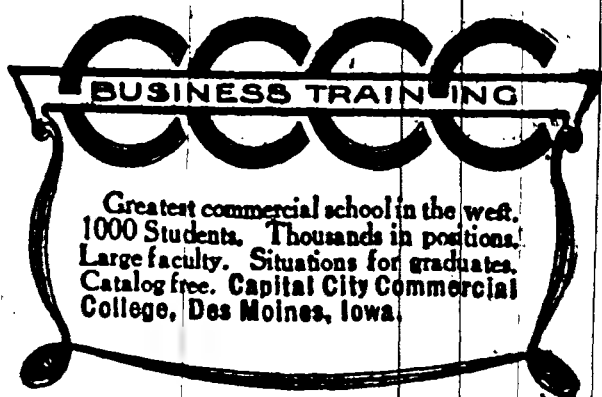 CCCC
BUSINESS TRAINING
Greatest commercial school in the west.
1000 Students. Thousands in positions.
Large faculty. Situations for graduates.
Catalog free. Capital City Commercial
College, Des Moines, Iowa.